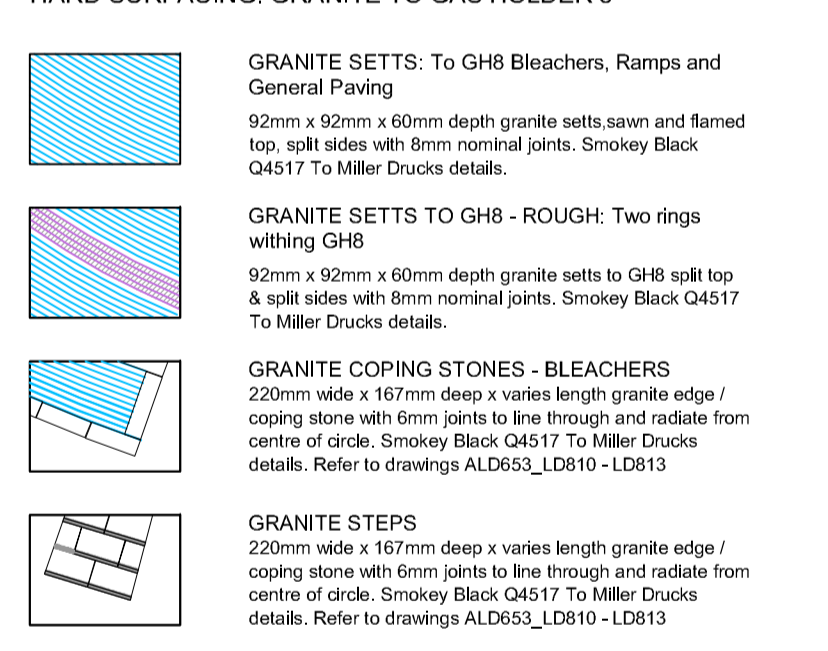 HARD SURFACING: GRANITE TO GAS HOLDER 8
GRANITE SETTS: To GH8 Bleachers, Ramps and
General Paving
92mm x 92mm x 60mm depth granite setts,sawn and flamed
top, split sides with 8mm nominal joints. Smokey Black
Q4517 To Miller Drucks details.
GRANITE SETTS TO GH8 - ROUGH: Two rings
withing GH8
92mm x 92mm x 60mm depth granite setts to GH8 split top
& split sides with 8mm nominal joints. Smokey Black Q4517
To Miller Drucks details.
GRANITE COPING STONES - BLEACHERS
220mm wide x 167mm deep x varies length granite edge /
coping stone with 6mm joints to line through and radiate from
centre of circle. Smokey Black Q4517 To Miller Drucks
details. Refer to drawings ALD653_LD810 - LD813
GRANITE STEPS
220mm wide x 167mm deep x varies length granite edge /
coping stone with 6mm joints to line through and radiate from
centre of circle. Smokey Black Q4517 To Miller Drucks
details. Refer to drawings ALD653_LD810 - LD813